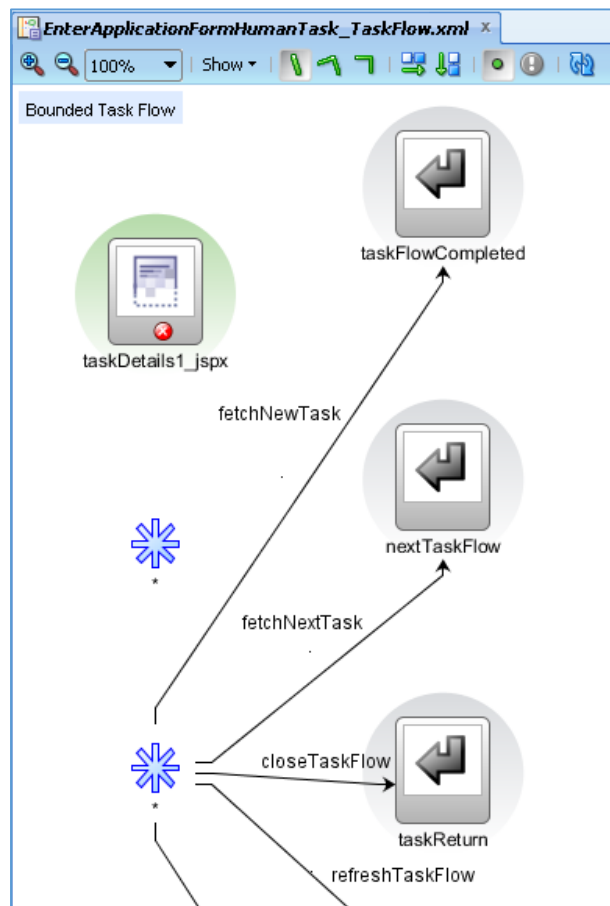 EnterApplicationFormHumanTask_TaskFlow.xml
100% Show
Bounded Task Flow
taskFlowCompleted
taskDetails1_jspx
fetchNewTask
nextTaskFlow
*
fetchNextTask
closeTaskFlow
*
taskReturn
refreshTaskFlow